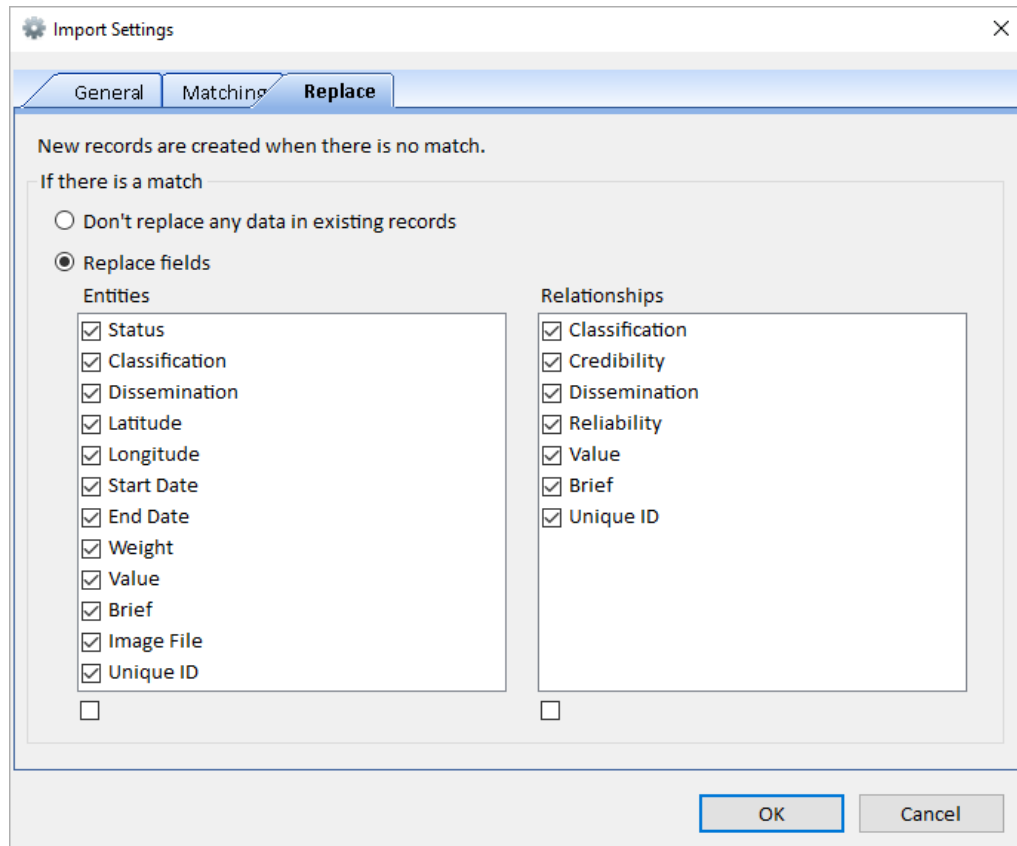 Import Settings
General Matching Replace
New records are created when there is no match.
If there is a match
Don't replace any data in existing records
Replace fields
Entities Relationships
Status Classification
Classification Credibility
Dissemination Dissemination
Latitude Reliability
Longitude Value
Start Date Brief
End Date Unique ID
Weight
Value
Brief
Image File
Unique ID
OK Cancel